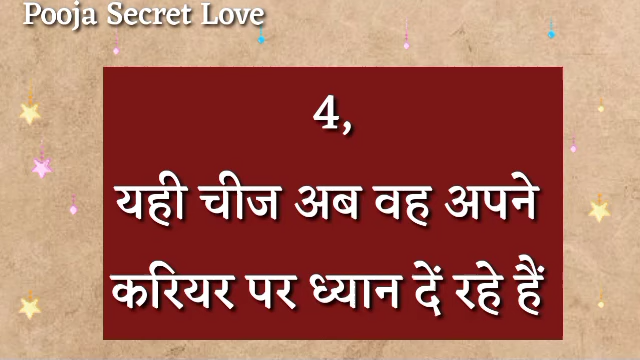 Pooja Secret Love
4,
यही चीज अब वह अपने
करियर पर ध्यान दें रहे हैं